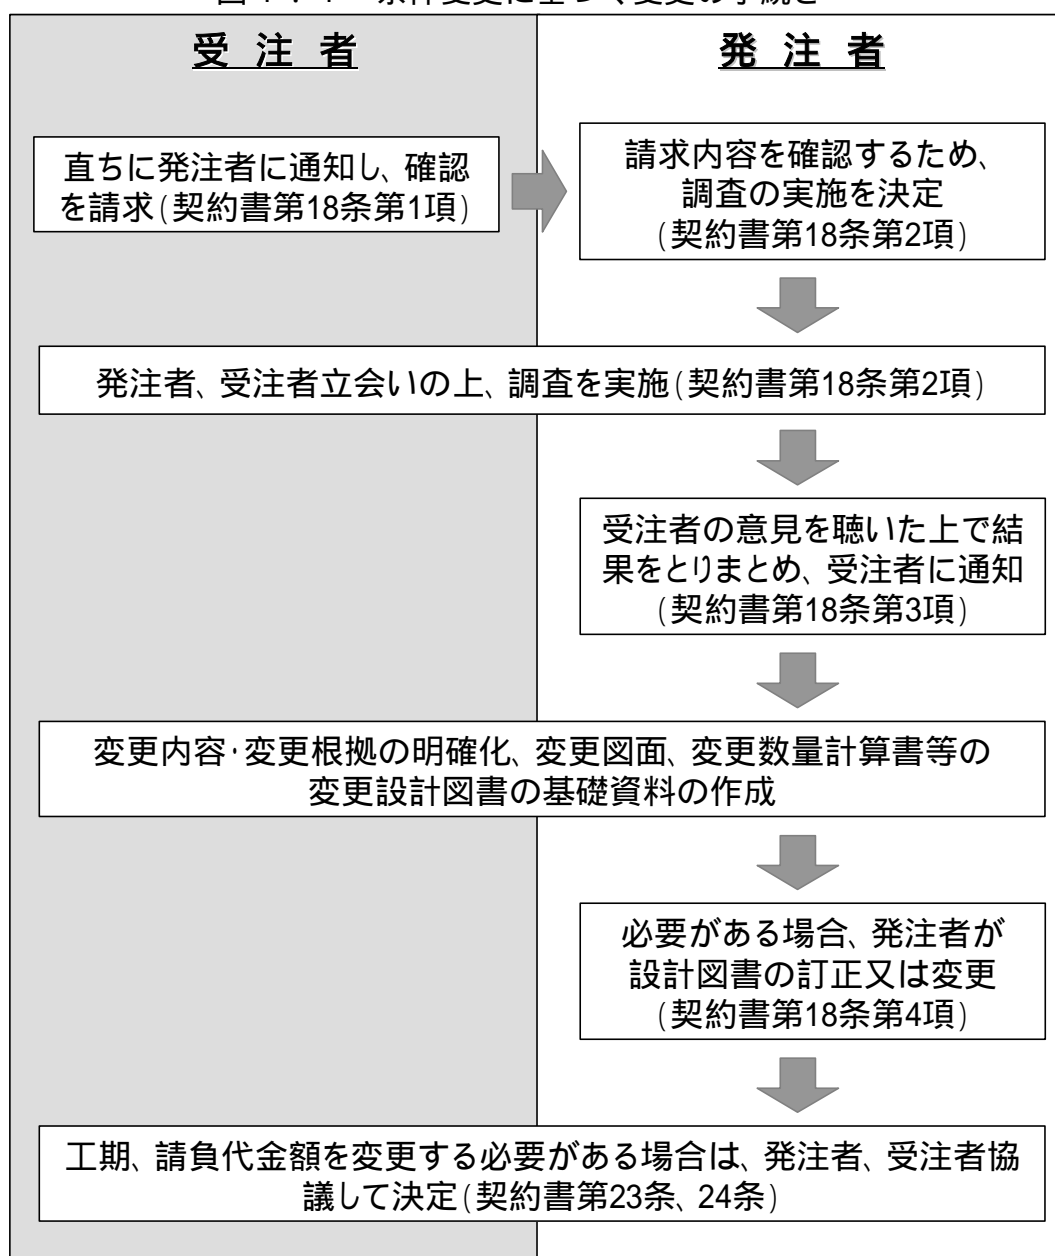 受 注 者
発 注 者
直ちに発注者に通知し、確認
を請求(契約書第18条第1項)
請求内容を確認するため、
調査の実施を決定
(契約書第18条第2項)
発注者、受注者立会いの上、調査を実施(契約書第18条第2項)
受注者の意見を聴いた上で結
果をとりまとめ、受注者に通知
(契約書第18条第3項)
変更内容・変更根拠の明確化、変更図面、変更数量計算書等の
変更設計図書の基礎資料の作成
必要がある場合、発注者が
設計図書の訂正又は変更
(契約書第18条第4項)
工期、請負代金額を変更する必要がある場合は、発注者、受注者協
議して決定(契約書第23条、24条)